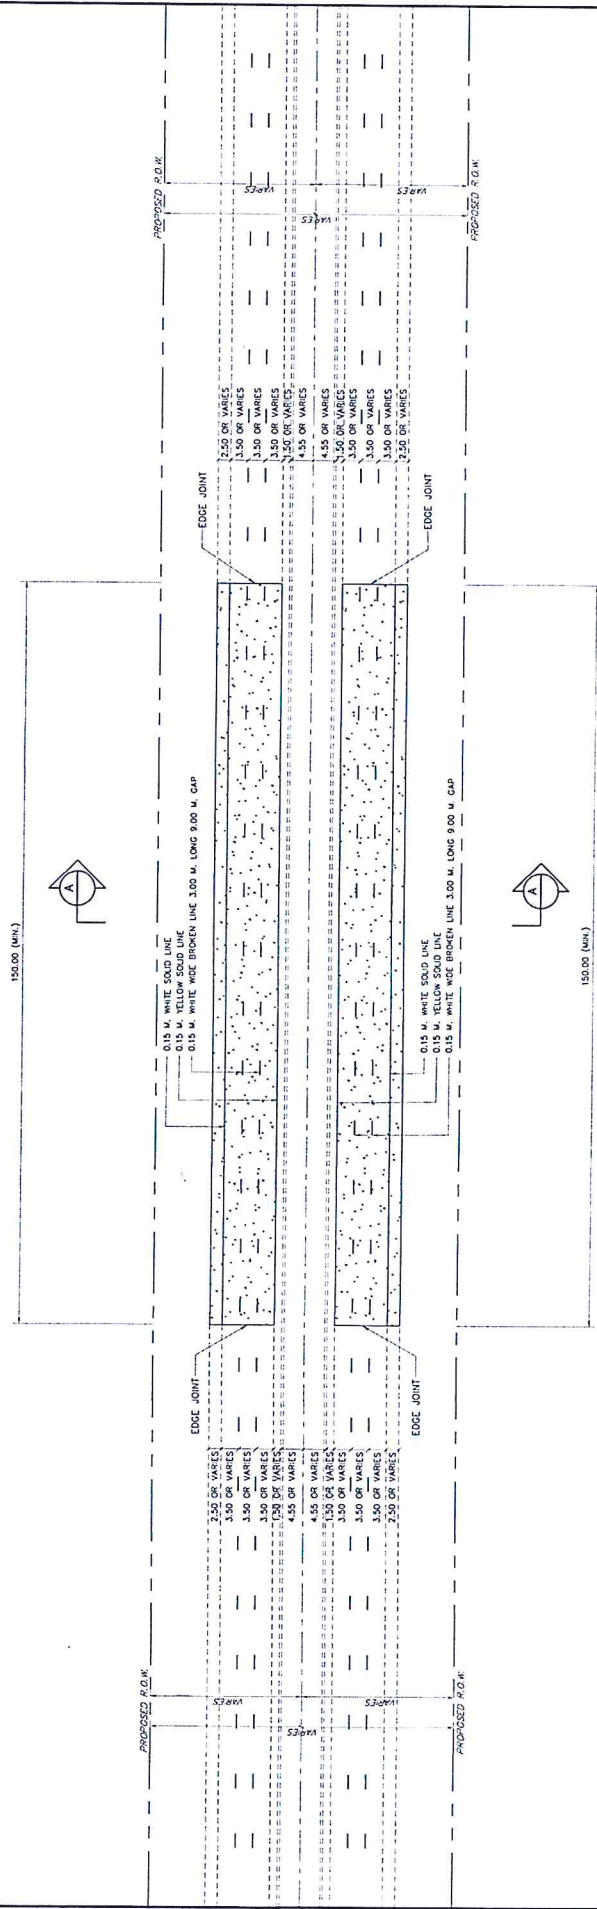 150.00 (MIN.)
PROPOSED R.O.W.
PROPOSED R.O.W.
A
VARIES
VARIES
VARIES
VARIES
2.50 OR VARIES
3.50 OR VARIES
3.50 OR VARIES
3.50 OR VARIES
1.50 OR VARIES
4.55 OR VARIES
4.55 OR VARIES
1.50 OR VARIES
3.50 OR VARIES
3.50 OR VARIES
3.50 OR VARIES
2.50 OR VARIES
EDGE JOINT
EDGE JOINT
0.15 M. WHITE SOLID LINE
0.15 M. YELLOW SOLID LINE
0.15 M. WHITE WIDE BROKEN LINE 3.00 M. LONG 9.00 M. GAP
0.15 M. WHITE SOLID LINE
0.15 M. YELLOW SOLID LINE
0.15 M. WHITE WIDE BROKEN LINE 3.00 M. LONG 9.00 M. GAP
EDGE JOINT
EDGE JOINT
2.50 OR VARIES
3.50 OR VARIES
3.50 OR VARIES
3.50 OR VARIES
1.50 OR VARIES
4.55 OR VARIES
4.55 OR VARIES
1.50 OR VARIES
3.50 OR VARIES
3.50 OR VARIES
3.50 OR VARIES
2.50 OR VARIES
VARIES
VARIES
PROPOSED R.O.W.
PROPOSED R.O.W.
A
150.00 (MIN.)